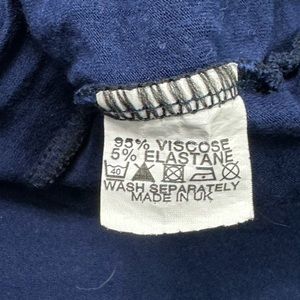 95% VISCOSE
5% ELASTANE
40
WASH SEPARATELY
MADE IN UK